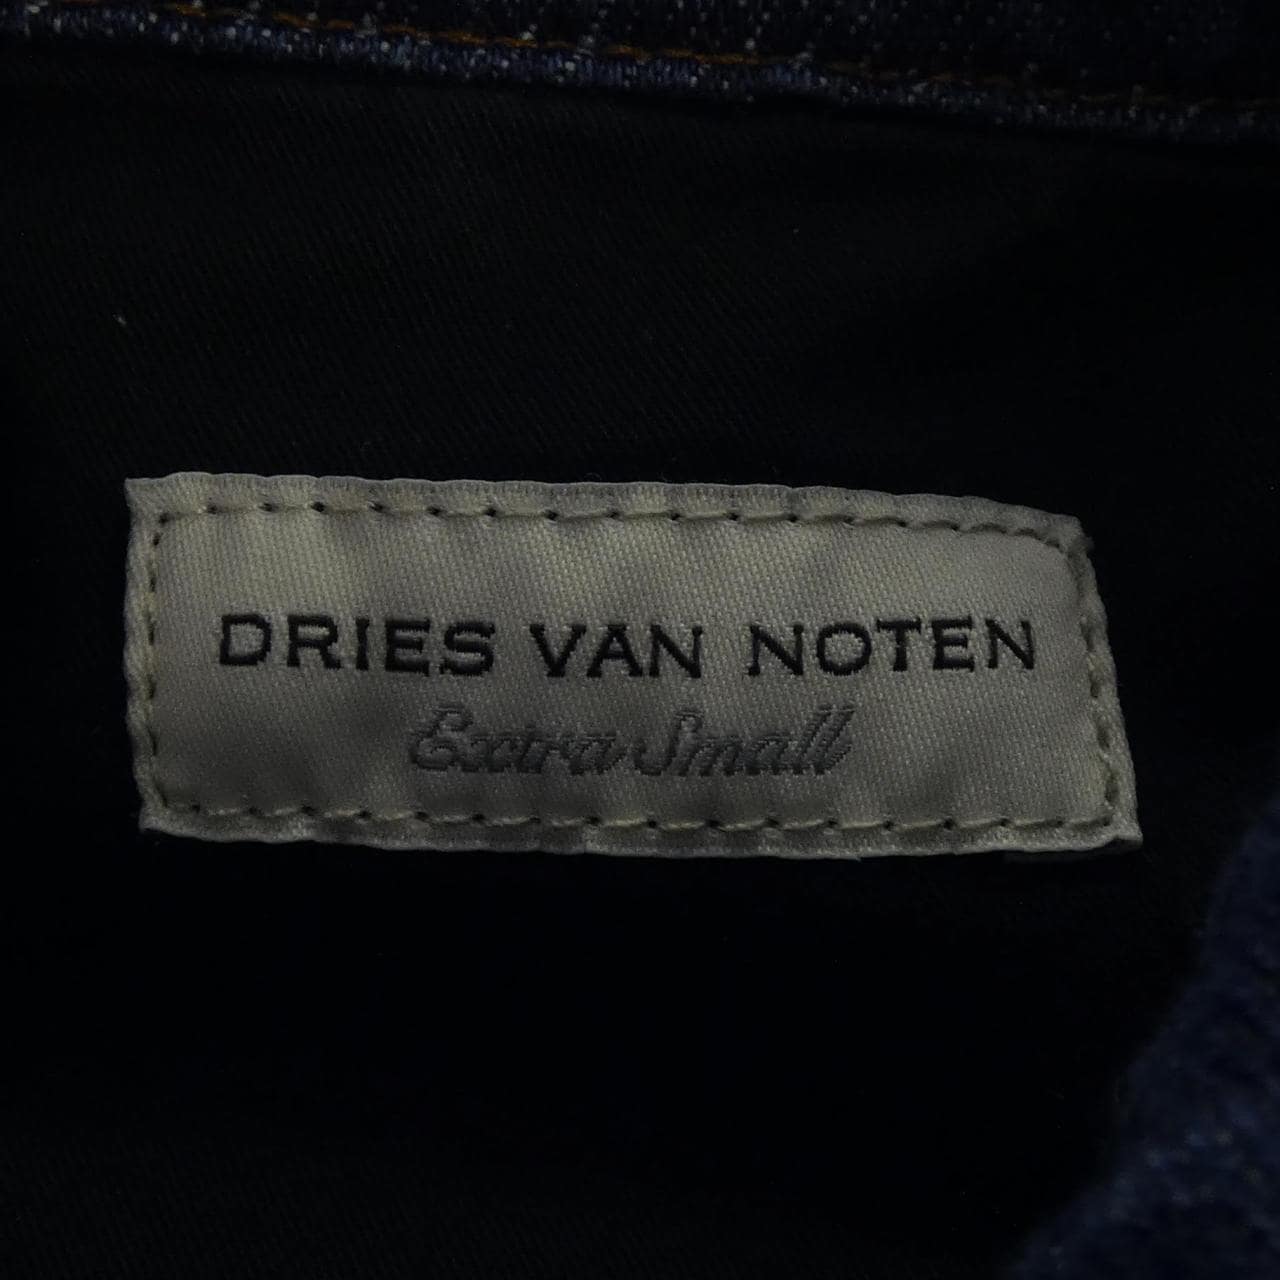 DRIES VAN NOTEN
Extra Small